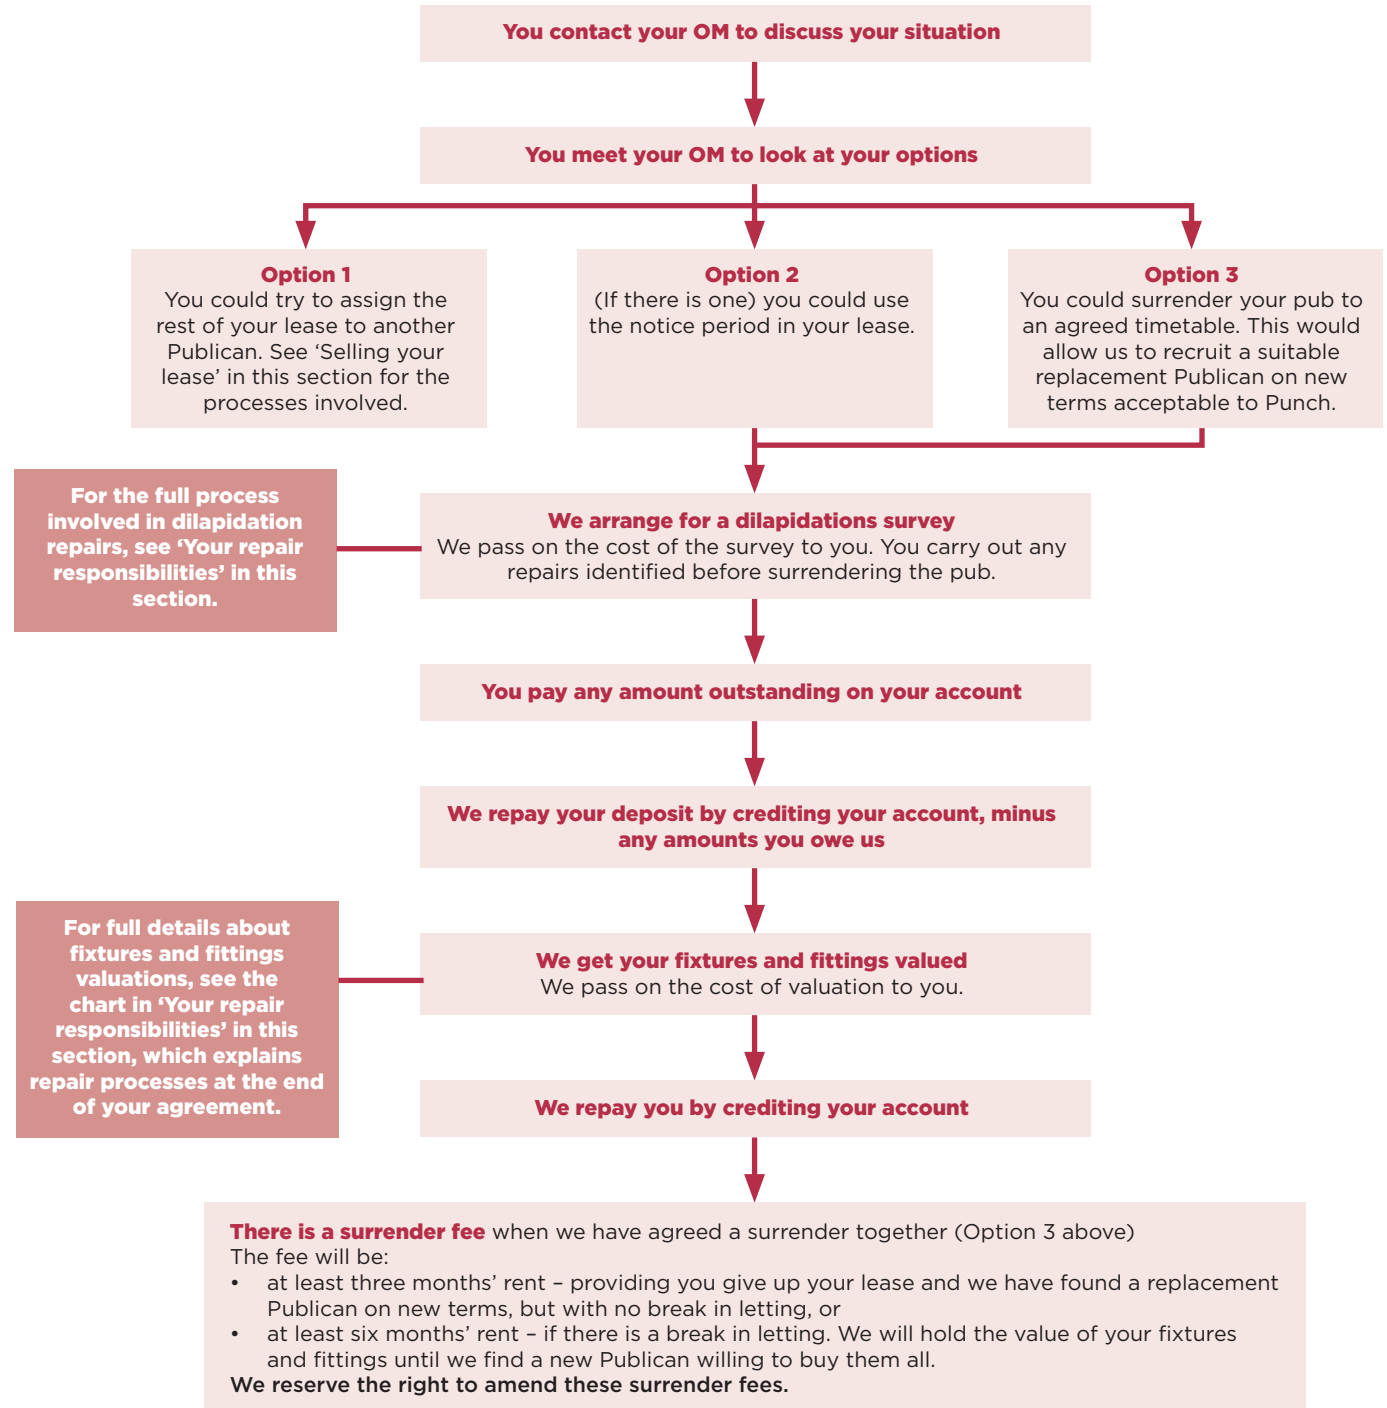 You contact your OM to discuss your situation
You meet your OM to look at your options
Option 1
You could try to assign the
rest of your lease to another
Publican. See ‘Selling your
lease’ in this section for the
processes involved.
Option 2
(If there is one) you could use
the notice period in your lease.
Option 3
You could surrender your pub to
an agreed timetable. This would
allow us to recruit a suitable
replacement Publican on new
terms acceptable to Punch.
For the full process
involved in dilapidation
repairs, see ‘Your repair
responsibilities’ in this
section.
We arrange for a dilapidations survey
We pass on the cost of the survey to you. You carry out any
repairs identified before surrendering the pub.
You pay any amount outstanding on your account
We repay your deposit by crediting your account, minus
any amounts you owe us
For full details about
fixtures and fittings
valuations, see the
chart in ‘Your repair
responsibilities’ in this
section, which explains
repair processes at the end
of your agreement.
We get your fixtures and fittings valued
We pass on the cost of valuation to you.
We repay you by crediting your account
There is a surrender fee when we have agreed a surrender together (Option 3 above)
The fee will be:
• at least three months’ rent – providing you give up your lease and we have found a replacement
Publican on new terms, but with no break in letting, or
• at least six months’ rent – if there is a break in letting. We will hold the value of your fixtures
and fittings until we find a new Publican willing to buy them all.
We reserve the right to amend these surrender fees.